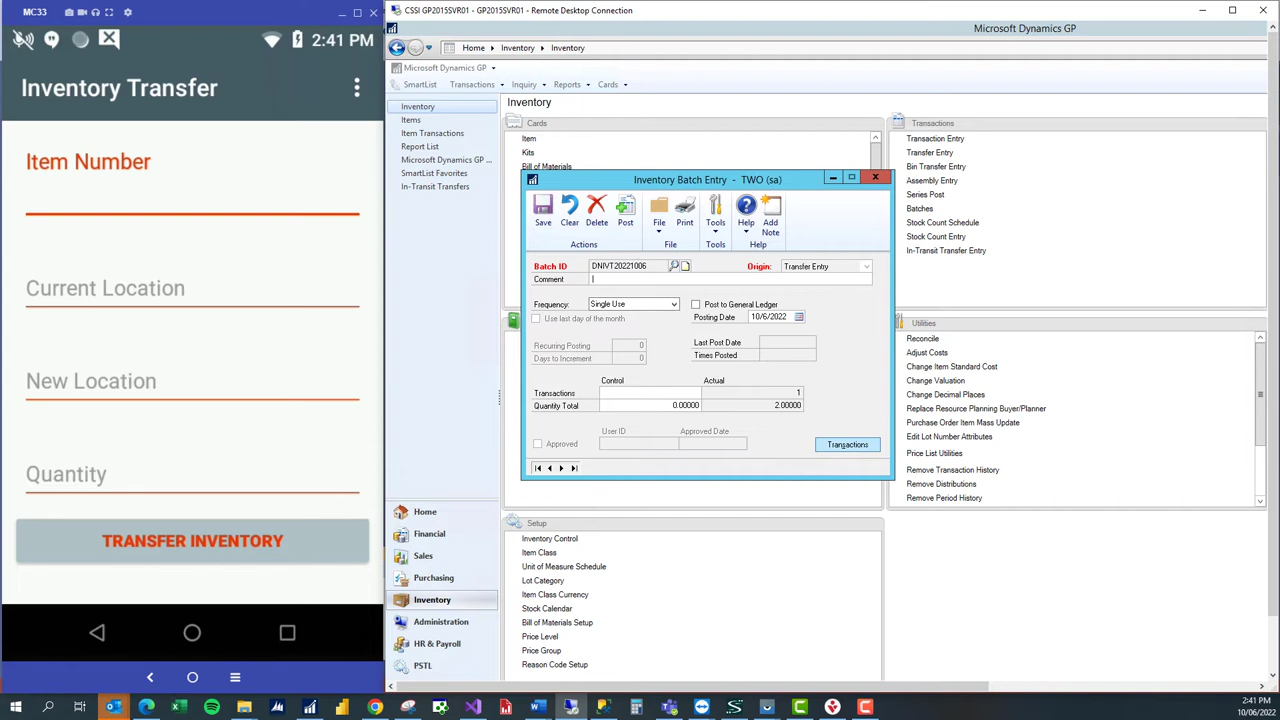 MC33
2:41 PM
Inventory Transfer
Item Number
Current Location
New Location
Quantity
TRANSFER INVENTORY
CSSI GP2015SVR01 - GP2015SVR01 - Remote Desktop Connection
Microsoft Dynamics GP
Home Inventory Inventory
Microsoft Dynamics GP
SmartList Transactions Inquiry Reports Cards
Inventory
Items
Item Transactions
Report List
Microsoft Dynamics GP ...
SmartList Favorites
In-Transit Transfers
Home
Financial
Sales
Purchasing
Inventory
Administration
HR & Payroll
PSTL
Inventory
Cards
Item
Kits
Bill of Materials
Transactions
Transaction Entry
Transfer Entry
Bin Transfer Entry
Assembly Entry
Series Post
Batches
Stock Count Schedule
Stock Count Entry
In-Transit Transfer Entry
Inventory Batch Entry - TWO (sa)
Save Clear Delete Post File Print Tools Help Add Note
Actions File Tools Help
Batch ID DNIVT20221006 Origin: Transfer Entry
Comment
Frequency: Single Use Post to General Ledger
Use last day of the month Posting Date 10/6/2022
Recurring Posting 0 Last Post Date
Days to Increment 0 Times Posted
Control Actual
Transactions 1
Quantity Total 0.00000 2.00000
User ID Approved Date
Approved Transactions
Utilities
Reconcile
Adjust Costs
Change Item Standard Cost
Change Valuation
Change Decimal Places
Replace Resource Planning Buyer/Planner
Purchase Order Item Mass Update
Edit Lot Number Attributes
Price List Utilities
Remove Transaction History
Remove Distributions
Remove Period History
Setup
Inventory Control
Item Class
Unit of Measure Schedule
Lot Category
Item Class Currency
Stock Calendar
Bill of Materials Setup
Price Level
Price Group
Reason Code Setup
2:41 PM
10/06/2022